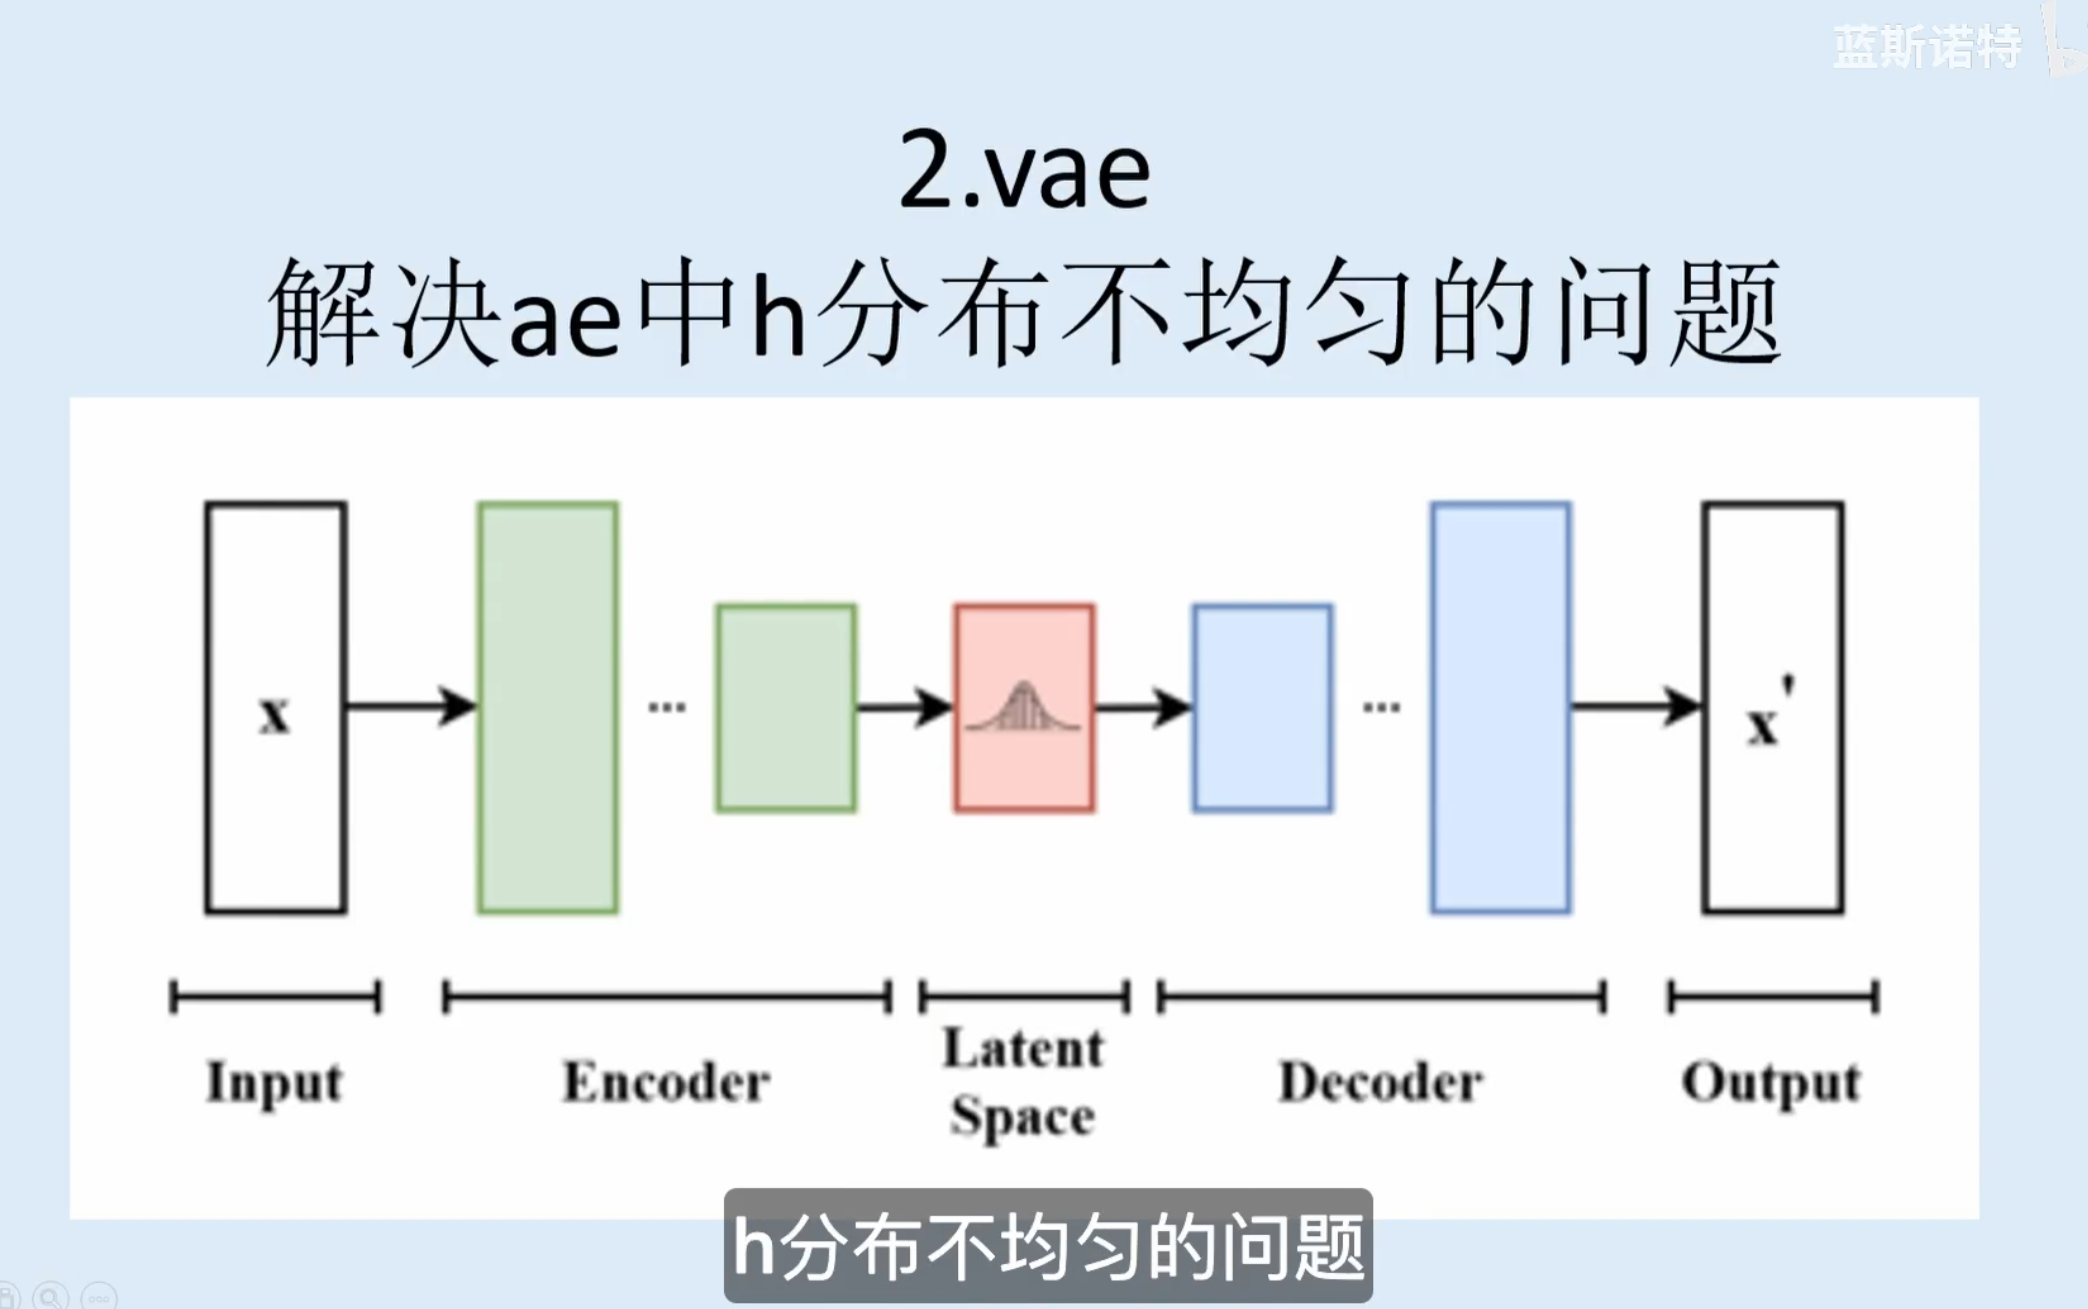 蓝斯诺特
2.vae
解决ae中h分布不均匀的问题
x
...
...
x'
Input
Encoder
Latent
Space
Decoder
Output
h分布不均匀的问题